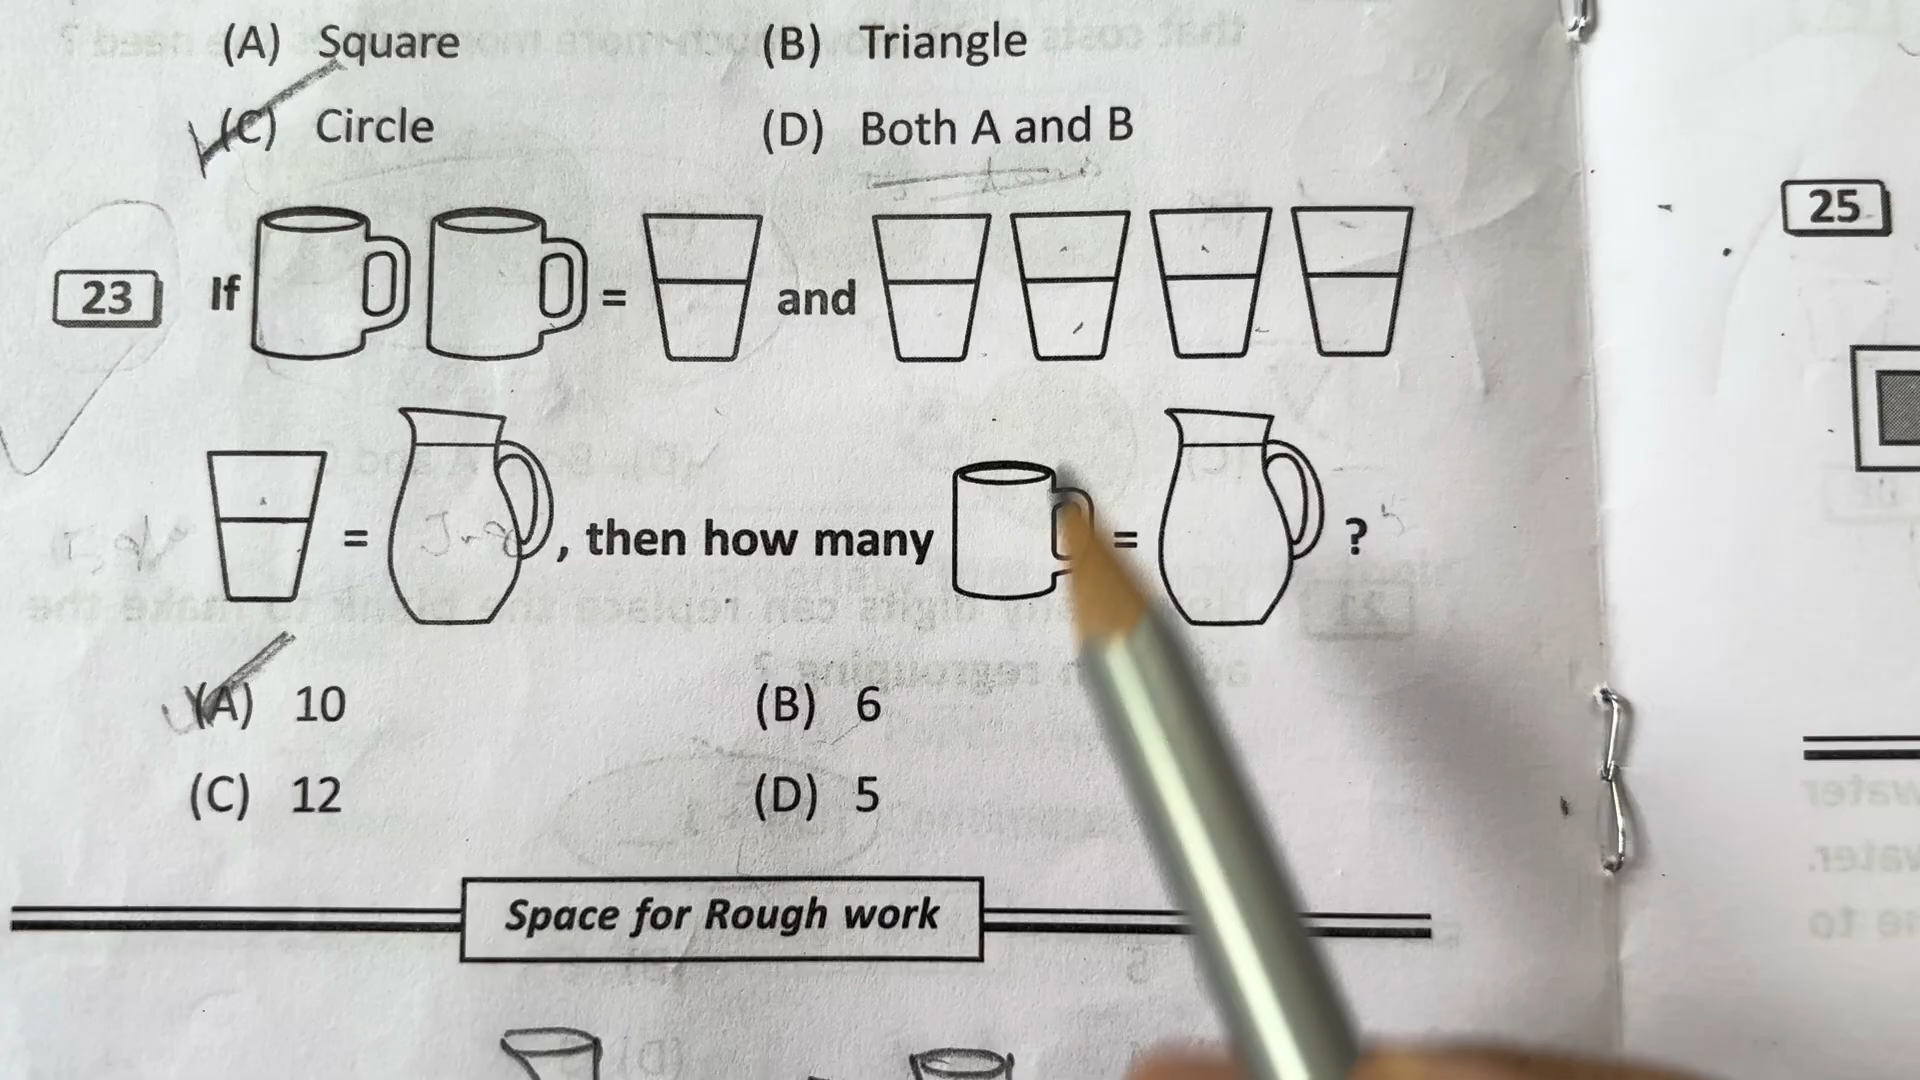 (A) Square (B) Triangle
(C) Circle (D) Both A and B
23 If = and
= , then how many = ?
(A) 10 (B) 6
(C) 12 (D) 5
Space for Rough work
25